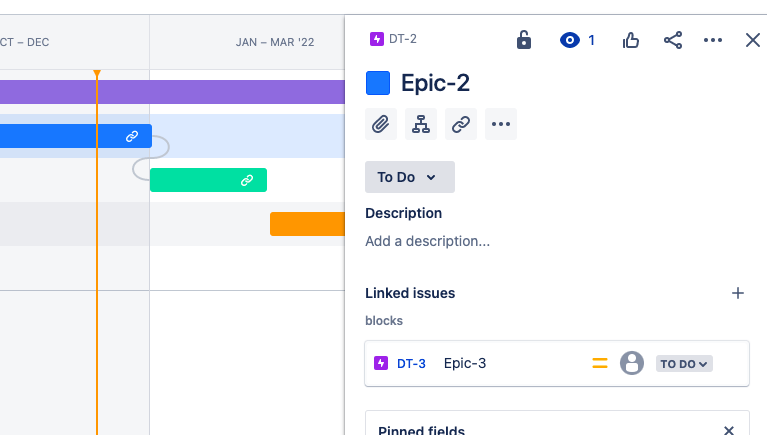 CT – DEC
JAN – MAR '22
DT-2
1
Epic-2
To Do
Description
Add a description...
Linked issues
blocks
DT-3 Epic-3 TO DO
Pinned fields